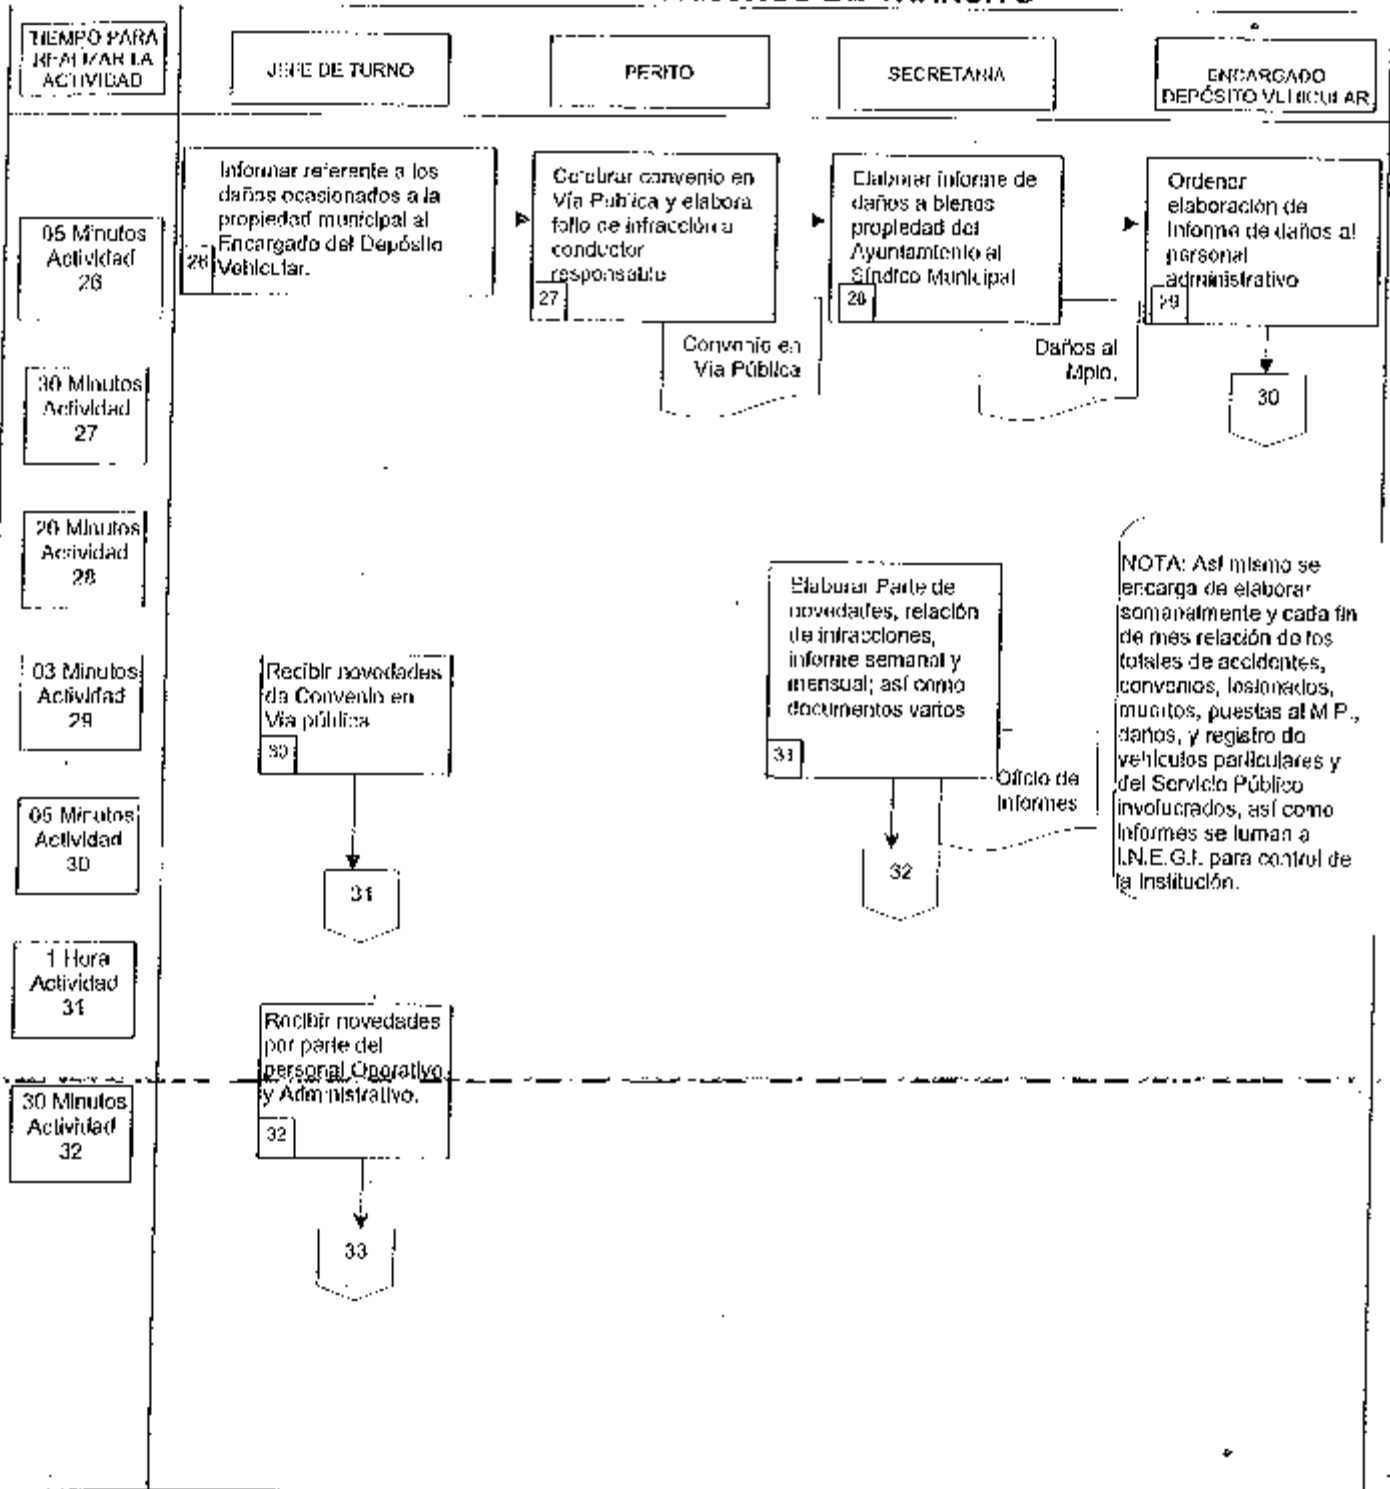 TIEMPO PARA
REALIZAR LA
ACTIVIDAD
JEFE DE TURNO
PERITO
SECRETARIA
ENCARGADO
DEPÓSITO VEHICULAR
05 Minutos
Actividad
26
30 Minutos
Actividad
27
20 Minutos
Actividad
28
03 Minutos
Actividad
29
05 Minutos
Actividad
30
1 Hora
Actividad
31
30 Minutos
Actividad
32
Informar referente a los
daños ocasionados a la
propiedad municipal al
Encargado del Depósito
Vehicular.
26
Celebrar convenio en
Vía Publica y elabora
folio de infracción a
conductor
responsable
27
Convenio en
Vía Pública
Elaborar informe de
daños a bienes
propiedad del
Ayuntamiento al
Síndico Municipal
28
Daños al
Mpio.
Ordenar
elaboración de
Informe de daños al
personal
administrativo
29
30
Recibir novedades
de Convenio en
Vía pública
30
31
Elaborar Parte de
novedades, relación
de infracciones,
informe semanal y
mensual; así como
documentos varios
31
Oficio de
Informes
32
NOTA: Así mismo se
encarga de elaborar
semanalmente y cada fin
de mes relación de los
totales de accidentes,
convenios, lesionados,
muertos, puestas al M.P.,
daños, y registro de
vehículos particulares y
del Servicio Público
involucrados, así como
Informes se turnan a
I.N.E.G.I. para control de
la Institución.
Recibir novedades
por parte del
personal Operativo
y Administrativo.
32
33